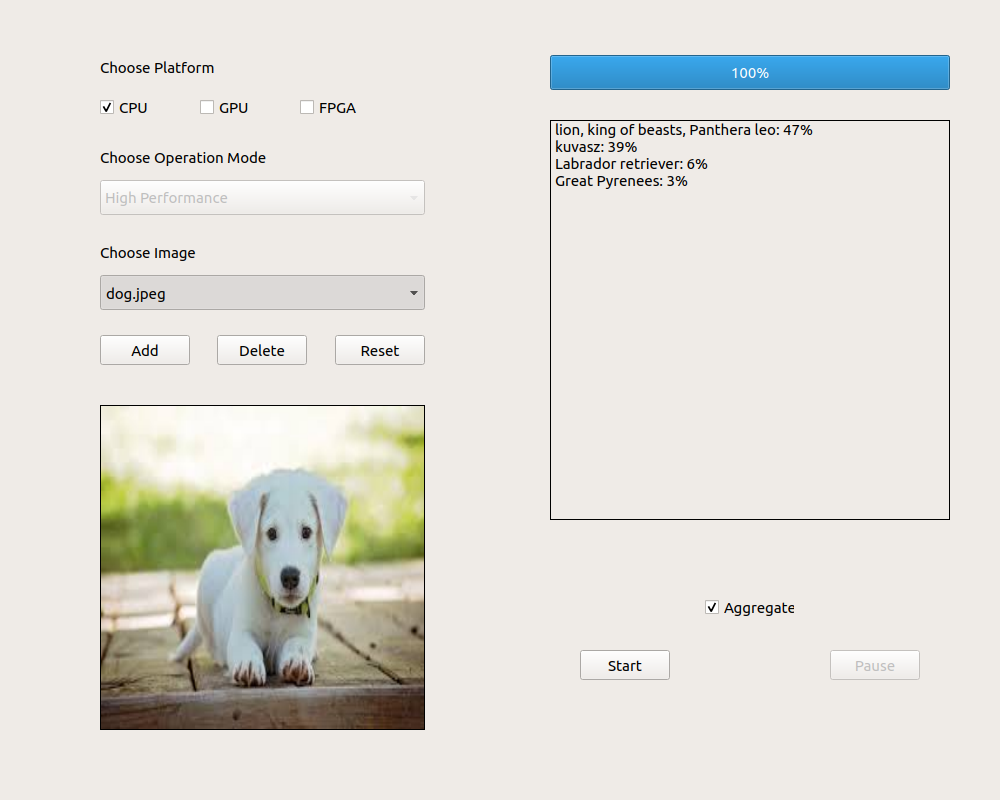 Choose Platform
CPU
GPU
FPGA
Choose Operation Mode
High Performance
Choose Image
dog.jpeg
Add
Delete
Reset
100%
lion, king of beasts, Panthera leo: 47%
kuvasz: 39%
Labrador retriever: 6%
Great Pyrenees: 3%
Aggregate
Start
Pause